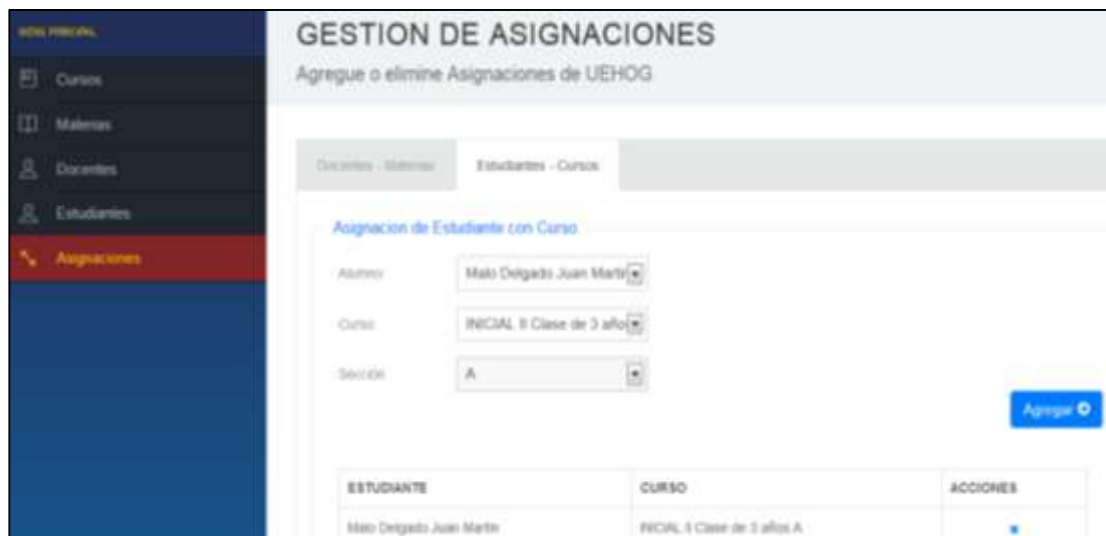 MENU PRINCIPAL
Cursos
Materias
Docentes
Estudiantes
Asignaciones
GESTION DE ASIGNACIONES
Agregue o elimine Asignaciones de UEHOG
Docentes - Materias
Estudiantes - Cursos
Asignacion de Estudiante con Curso
Alumno
Malo Delgado Juan Martin
Curso
INICIAL II Clase de 3 años
Sección
A
Agregar
ESTUDIANTE CURSO ACCIONES
Malo Delgado Juan Martin INICIAL II Clase de 3 años A